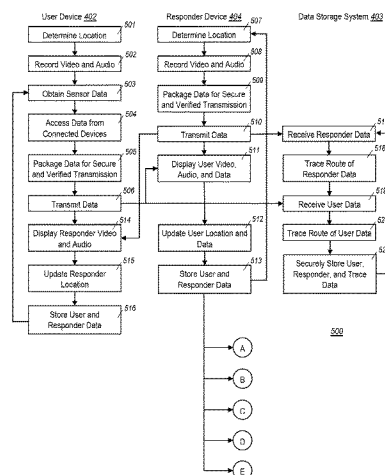 User Device 402
501
Determine Location
502
Record Video and Audio
503
Obtain Sensor Data
504
Access Data from
Connected Devices
505
Package Data for Secure
and Verified Transmission
506
Transmit Data
514
Display Responder Video
and Audio
515
Update Responder
Location
516
Store User and
Responder Data
Responder Device 404
507
Determine Location
508
Record Video and Audio
509
Package Data for Secure
and Verified Transmission
510
Transmit Data
511
Display User Video,
Audio, and Data
512
Update User Location and
Data
513
Store User and
Responder Data
A
B
C
D
E
Data Storage System 403
Receive Responder Data
Trace Route of
Responder Data
Receive User Data
Trace Route of User Data
Securely Store User,
Responder, and Trace
Data
500